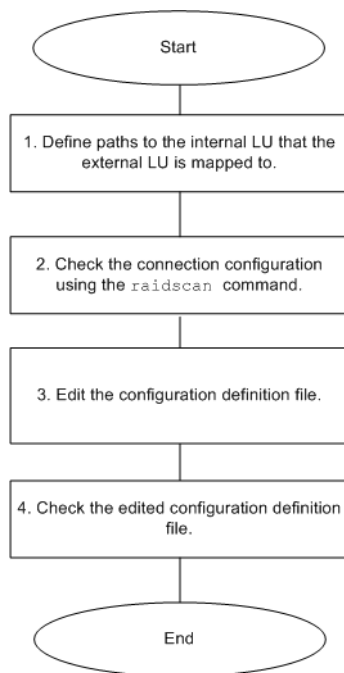 Start
1. Define paths to the internal LU that the
external LU is mapped to.
2. Check the connection configuration
using the raidscan command.
3. Edit the configuration definition file.
4. Check the edited configuration definition
file.
End